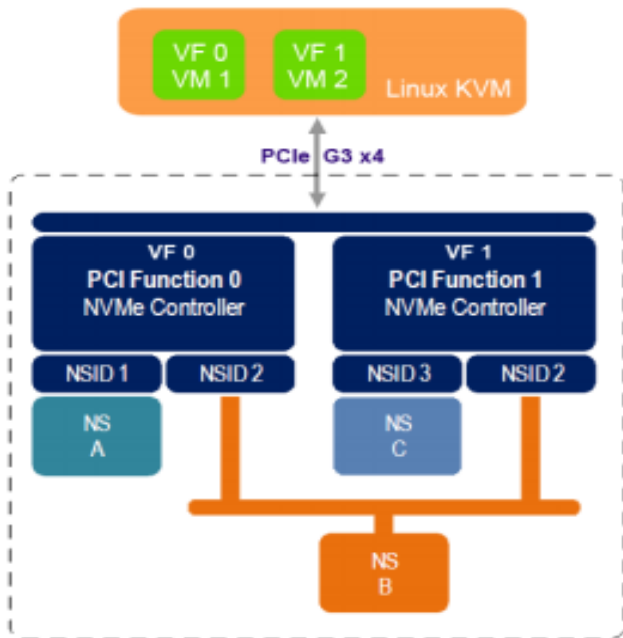 VF 0
VM 1
VF 1
VM 2
Linux KVM
PCIe G3 x4
VF 0
PCI Function 0
NVMe Controller
VF 1
PCI Function 1
NVMe Controller
NSID 1
NSID 2
NSID 3
NSID 2
NS
A
NS
C
NS
B